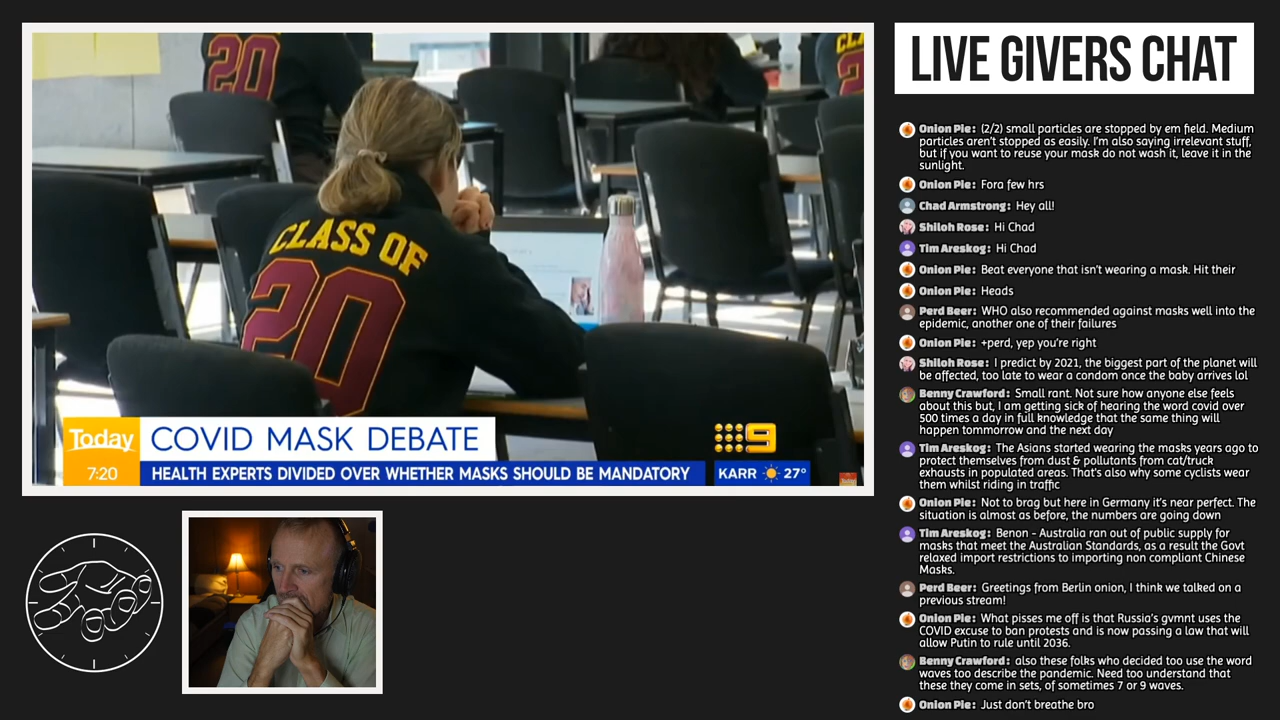 20
CLASS OF
20
Today
7:20
COVID MASK DEBATE
HEALTH EXPERTS DIVIDED OVER WHETHER MASKS SHOULD BE MANDATORY
9
KARR 27°
LIVE GIVERS CHAT
Onion Pie: (2/2) small particles are stopped by em field. Medium
particles aren't stopped as easily. I'm also saying irrelevant stuff,
but if you want to reuse your mask do not wash it, leave it in the
sunlight.
Onion Pie: Fora few hrs
Chad Armstrong: Hey all!
Shiloh Rose: Hi Chad
Tim Areskog: Hi Chad
Onion Pie: Beat everyone that isn't wearing a mask. Hit their
Onion Pie: Heads
Perd Beer: WHO also recommended against masks well into the
epidemic, another one of their failures
Onion Pie: +perd, yep you're right
Shiloh Rose: I predict by 2021, the biggest part of the planet will
be affected, too late to wear a condom once the baby arrives lol
Benny Crawford: Small rant. Not sure how anyone else feels
about this but, I am getting sick of hearing the word covid over
500 times a day in full knowledge that the same thing will
happen tommorrow and the next day
Tim Areskog: The Asians started wearing the masks years ago to
protect themselves from dust & pollutants from cat/truck
exhausts in populated areas. That's also why some cyclists wear
them whilst riding in traffic
Onion Pie: Not to brag but here in Germany it's near perfect. The
situation is almost as before, the numbers are going down
Tim Areskog: Benon - Australia ran out of public supply for
masks that meet the Australian Standards, as a result the Govt
relaxed import restrictions to importing non compliant Chinese
Masks.
Perd Beer: Greetings from Berlin onion, I think we talked on a
previous stream!
Onion Pie: What pisses me off is that Russia's gvmnt uses the
COVID excuse to ban protests and is now passing a law that will
allow Putin to rule until 2036.
Benny Crawford: also these folks who decided too use the word
waves too describe the pandemic. Need too understand that
these they come in sets, of sometimes 7 or 9 waves.
Onion Pie: Just don't breathe bro